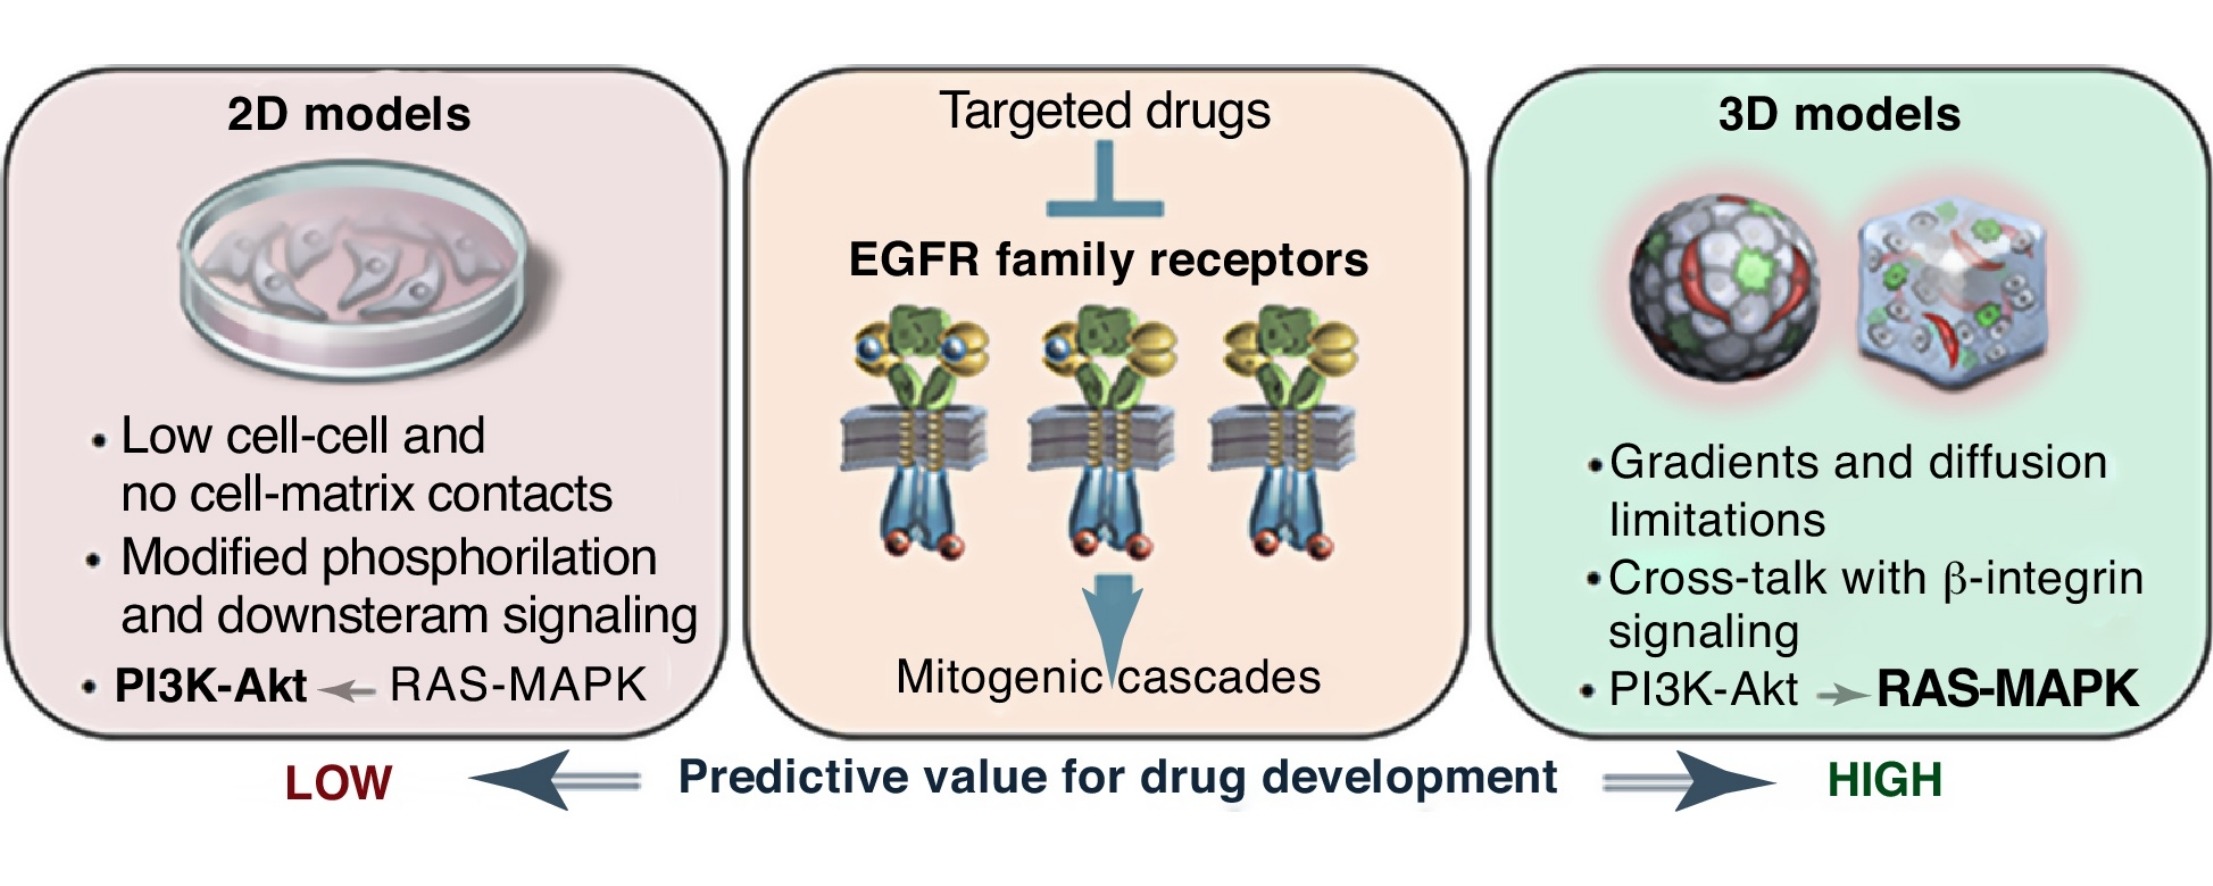 2D models
• Low cell-cell and
no cell-matrix contacts
• Modified phosphorilation
and downsteram signaling
• PI3K-Akt ← RAS-MAPK
Targeted drugs
EGFR family receptors
Mitogenic cascades
3D models
• Gradients and diffusion
limitations
• Cross-talk with β-integrin
signaling
• PI3K-Akt → RAS-MAPK
LOW
Predictive value for drug development
HIGH